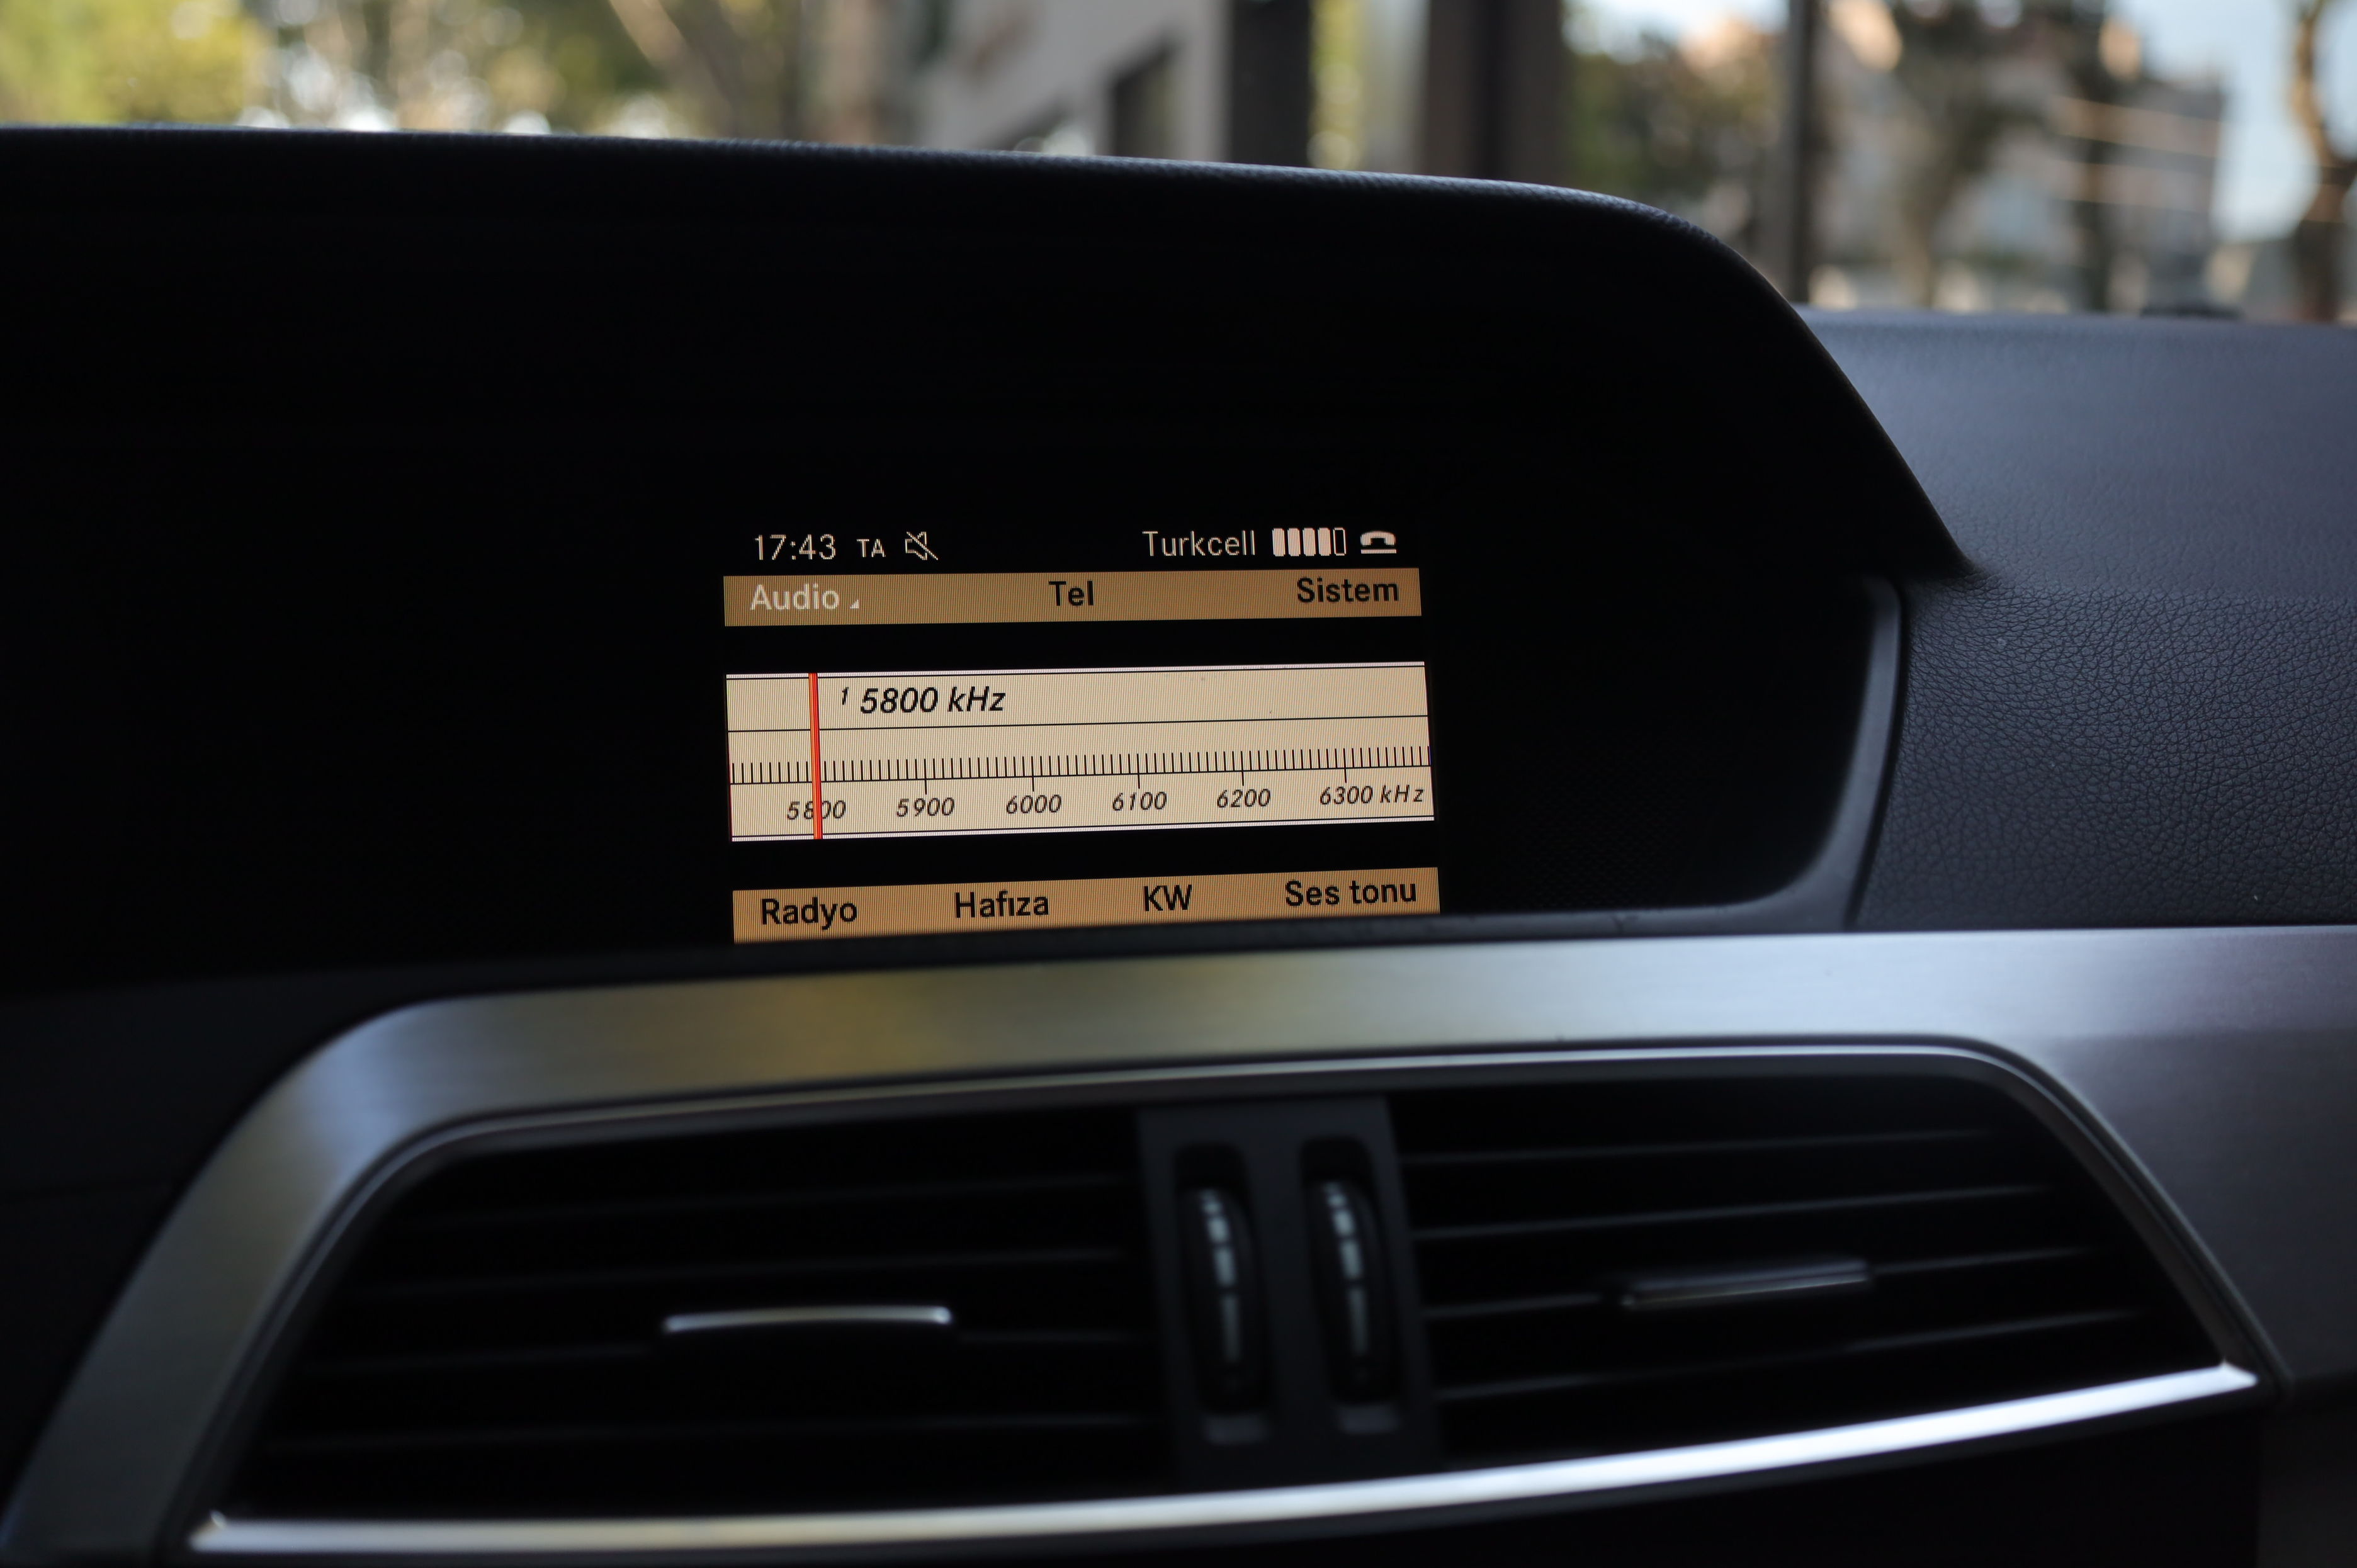 17:43 TA Turkcell
Audio Tel Sistem
1 5800 kHz
5800 5900 6000 6100 6200 6300 kHz
Radyo Hafıza KW Ses tonu